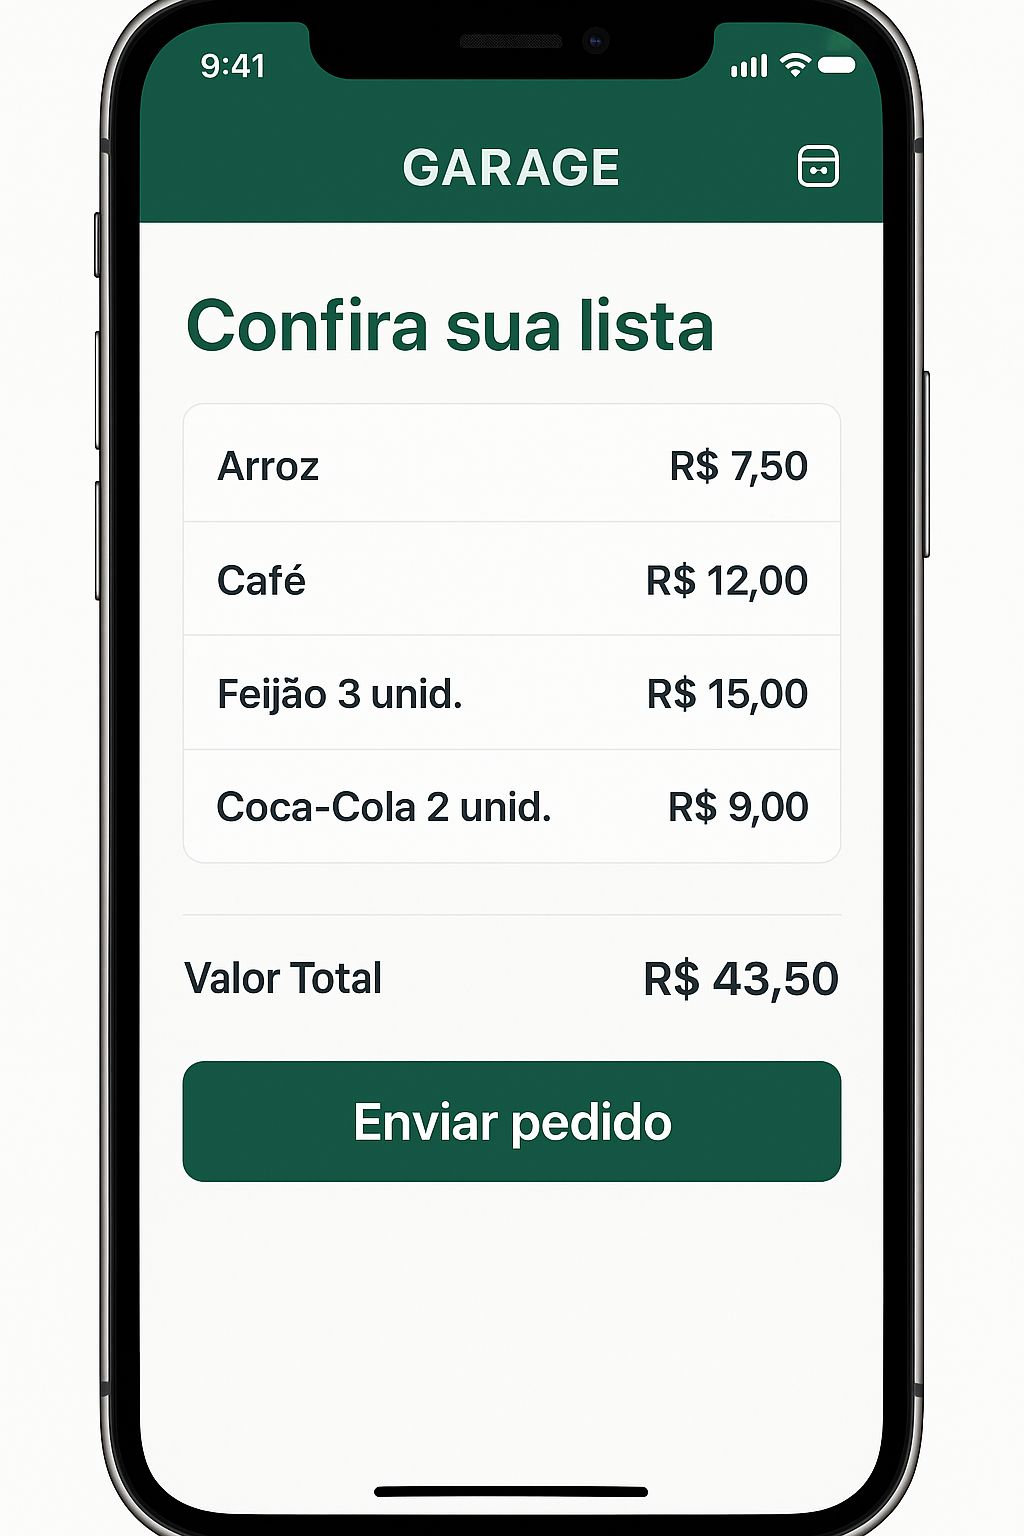 9:41
GARAGE
Confira sua lista
Arroz R$ 7,50
Café R$ 12,00
Feijão 3 unid. R$ 15,00
Coca-Cola 2 unid. R$ 9,00
Valor Total R$ 43,50
Enviar pedido